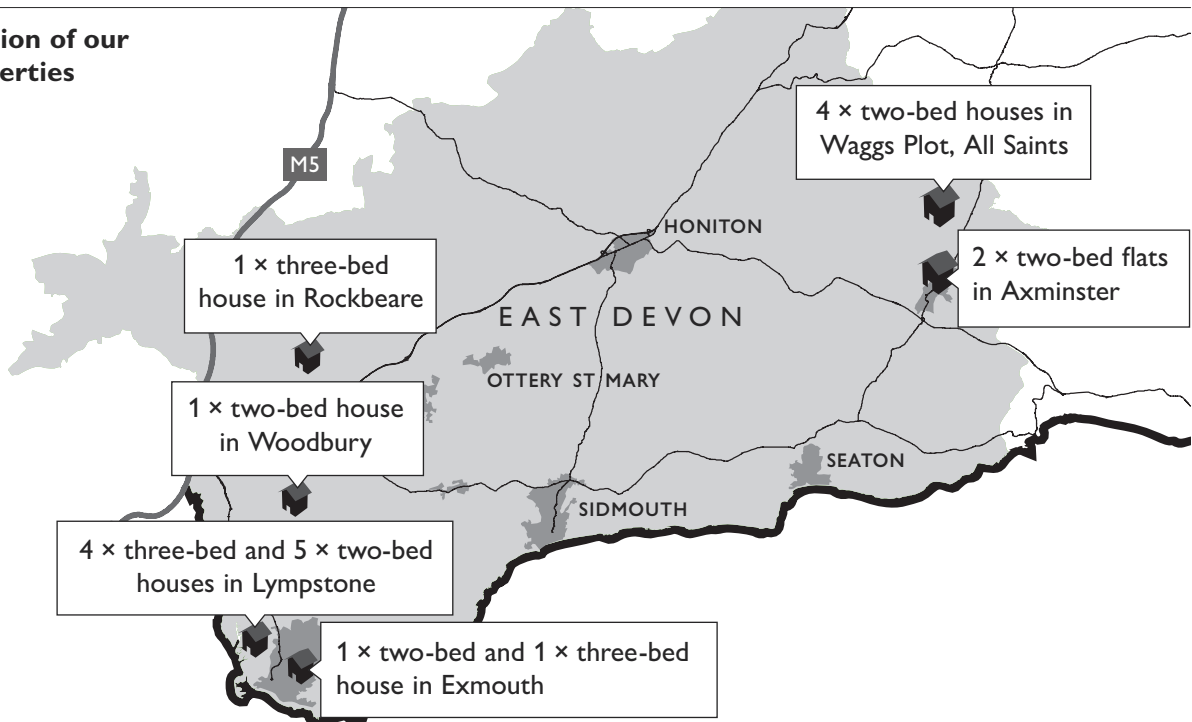 ion of our
erties
M5
4 × two-bed houses in
Waggs Plot, All Saints
HONITON
1 × three-bed
house in Rockbeare
2 × two-bed flats
in Axminster
EAST DEVON
OTTERY ST MARY
1 × two-bed house
in Woodbury
SEATON
SIDMOUTH
4 × three-bed and 5 × two-bed
houses in Lympstone
1 × two-bed and 1 × three-bed
house in Exmouth